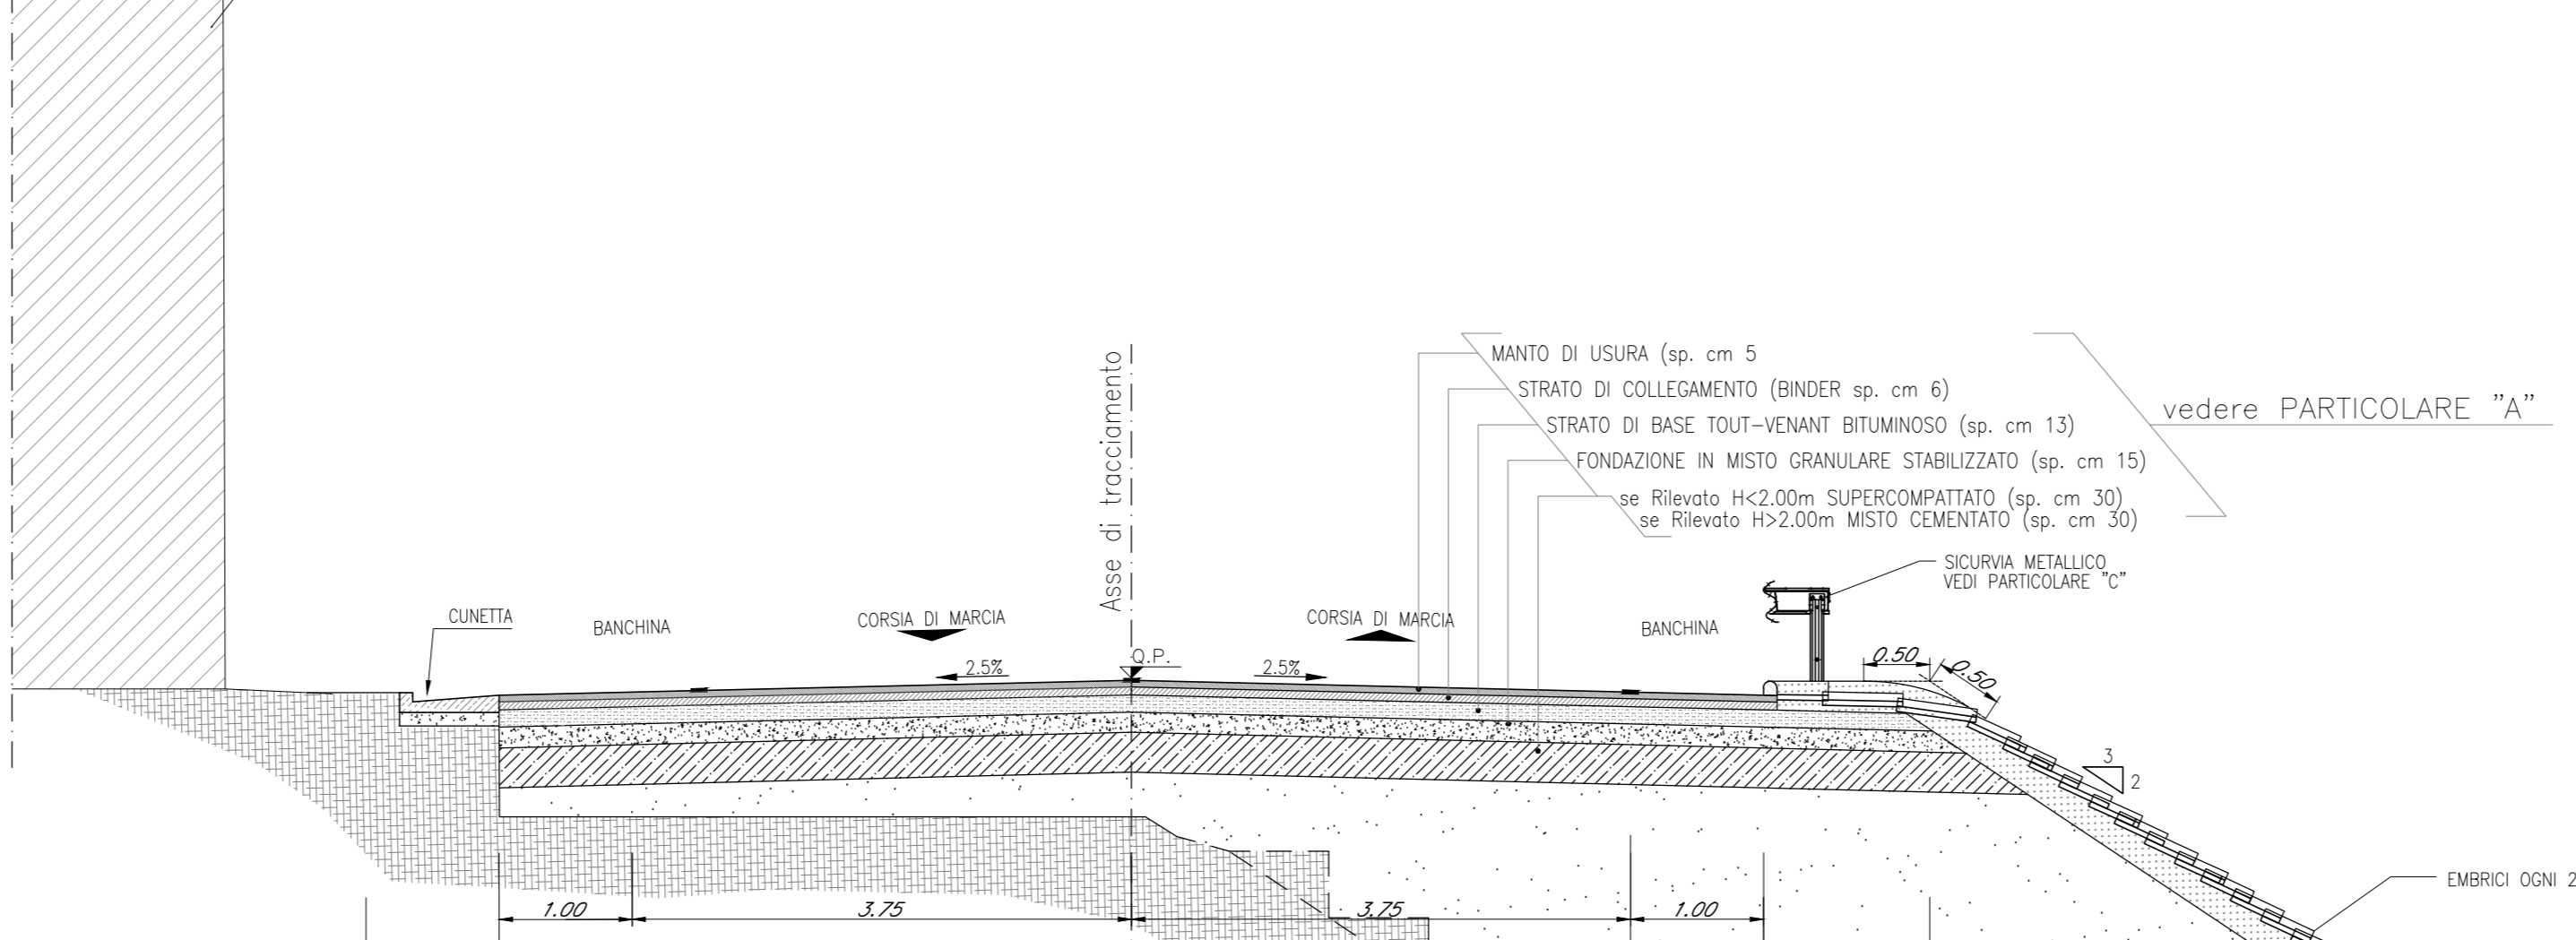 MANTO DI USURA (sp. cm 5
STRATO DI COLLEGAMENTO (BINDER sp. cm 6)
STRATO DI BASE TOUT-VENANT BITUMINOSO (sp. cm 13)
FONDAZIONE IN MISTO GRANULARE STABILIZZATO (sp. cm 15)
se Rilevato H<2.00m SUPERCOMPATTATO (sp. cm 30)
se Rilevato H>2.00m MISTO CEMENTATO (sp. cm 30)
vedere PARTICOLARE "A"
Asse di tracciamento
SICURVIA METALLICO
VEDI PARTICOLARE "C"
CUNETTA
BANCHINA
CORSIA DI MARCIA
CORSIA DI MARCIA
BANCHINA
2.5%
Q.P.
2.5%
0.50
0.50
3
2
EMBRICI OGNI 2
1.00
3.75
3.75
1.00